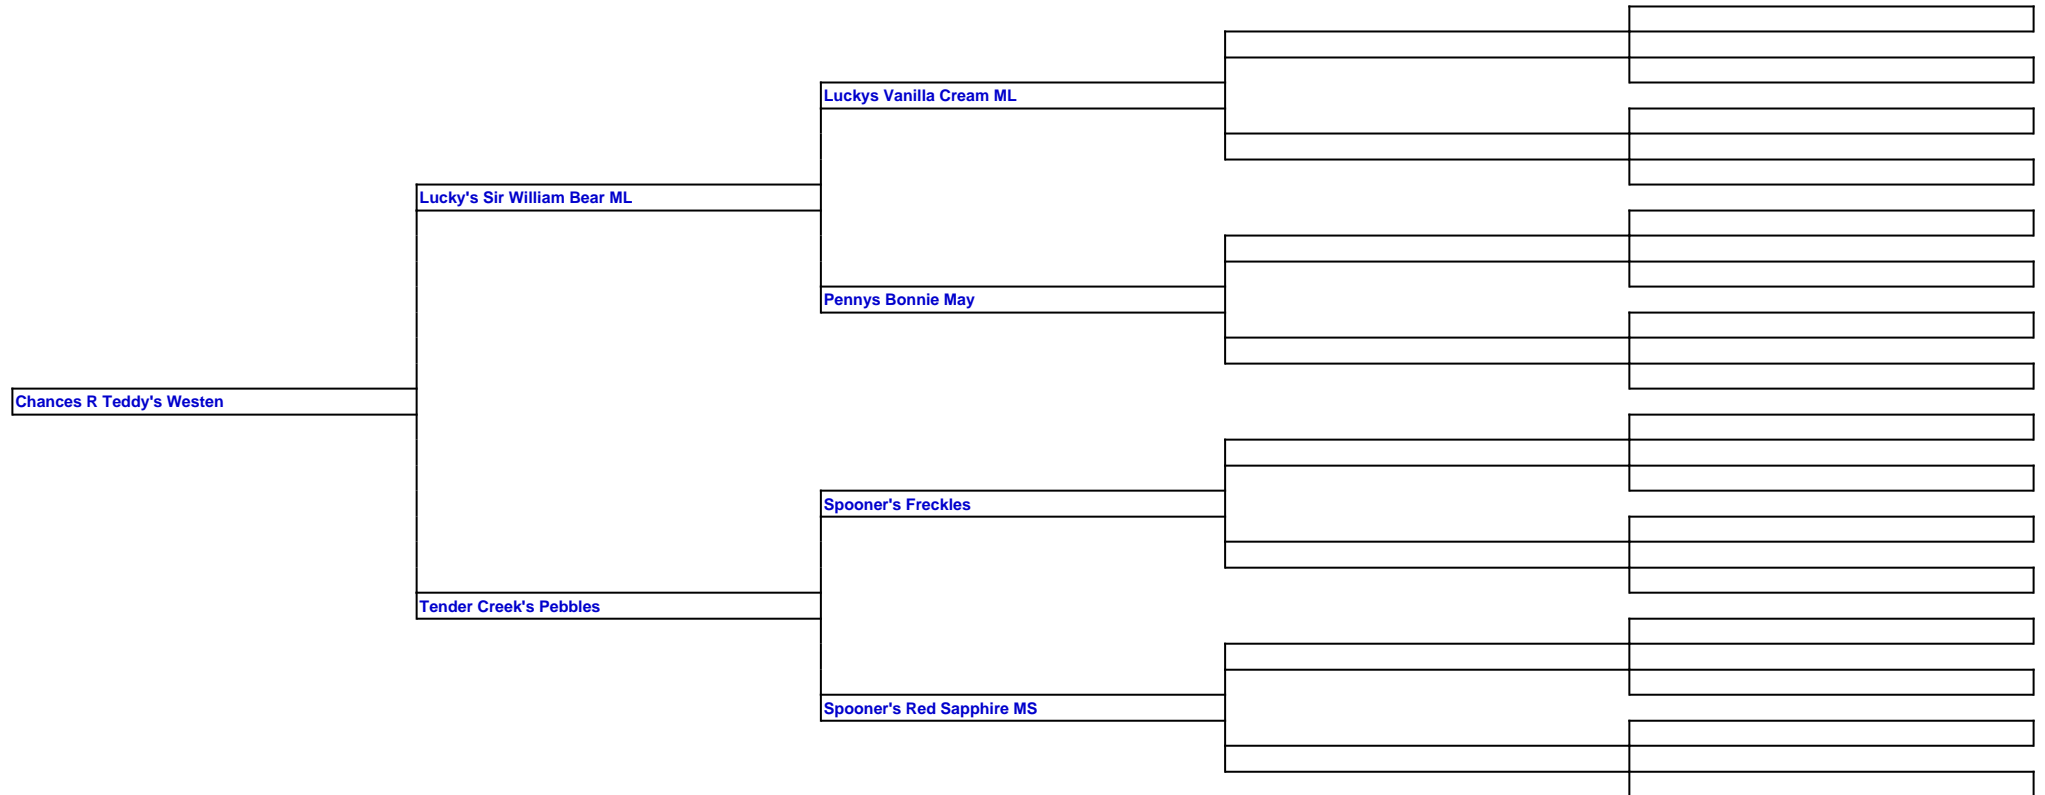 Luckys Vanilla Cream ML
Lucky's Sir William Bear ML
Pennys Bonnie May
Chances R Teddy's Westen
Spooner's Freckles
Tender Creek's Pebbles
Spooner's Red Sapphire MS